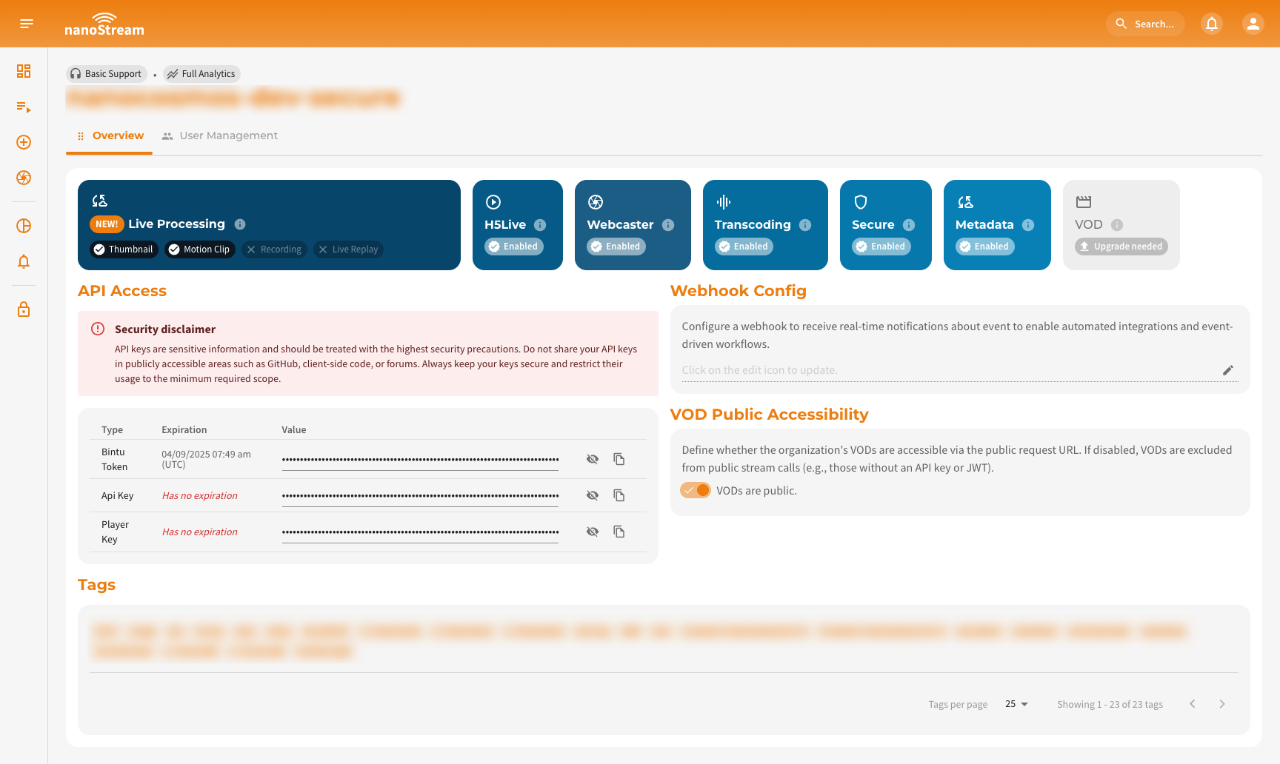 nanoStream
Search...
Basic Support • Full Analytics
Overview
User Management
NEW! Live Processing
Thumbnail
Motion Clip
Recording
Live Replay
H5Live
Enabled
Webcaster
Enabled
Transcoding
Enabled
Secure
Enabled
Metadata
Enabled
VOD
Upgrade needed
API Access
Security disclaimer
API keys are sensitive information and should be treated with the highest security precautions. Do not share your API keys
in publicly accessible areas such as GitHub, client-side code, or forums. Always keep your keys secure and restrict their
usage to the minimum required scope.
Type Expiration Value
Bintu
Token
04/09/2025 07:49 am
(UTC)
Api Key Has no expiration
Player
Key
Has no expiration
Webhook Config
Configure a webhook to receive real-time notifications about event to enable automated integrations and event-
driven workflows.
Click on the edit icon to update.
VOD Public Accessibility
Define whether the organization's VODs are accessible via the public request URL. If disabled, VODs are excluded
from public stream calls (e.g., those without an API key or JWT).
VODs are public.
Tags
Tags per page 25 Showing 1 - 23 of 23 tags